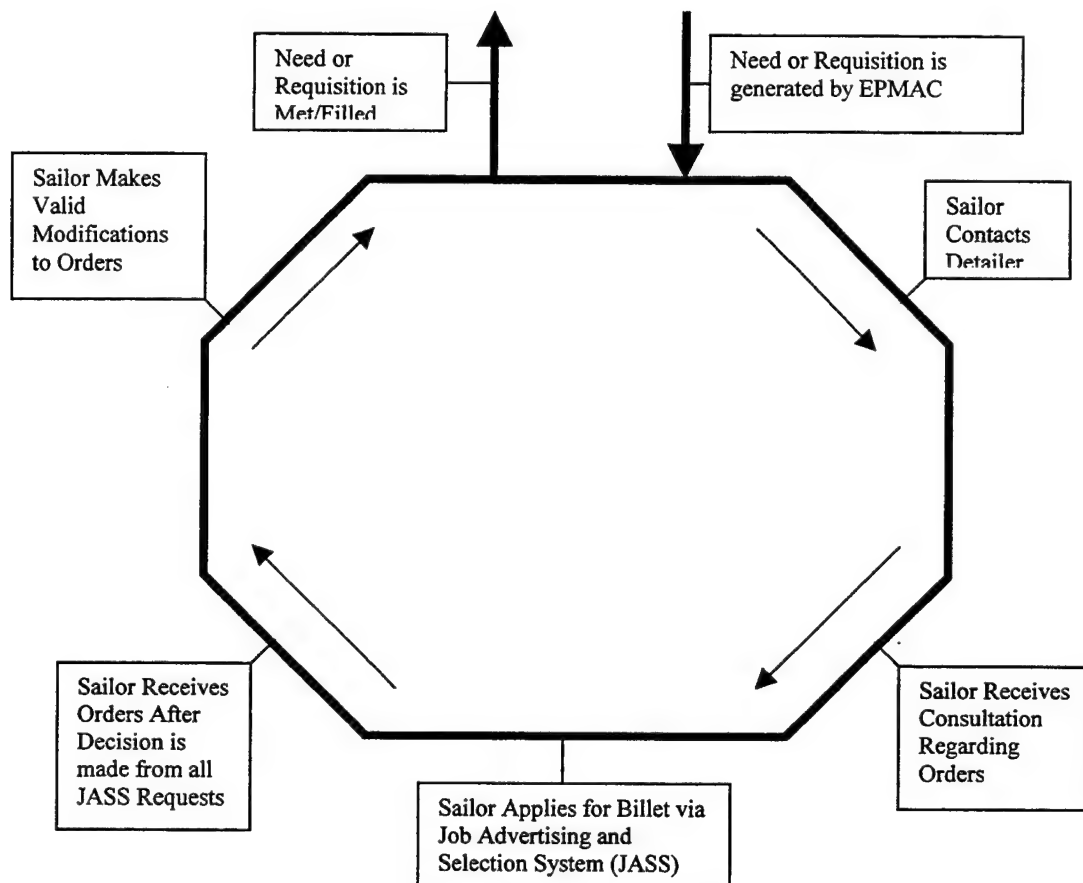 Need or
Requisition is
Met/Filled
Need or Requisition is
generated by EPMAC
Sailor Makes
Valid
Modifications
to Orders
Sailor
Contacts
Detailer
Sailor Receives
Orders After
Decision is
made from all
JASS Requests
Sailor Applies for Billet via
Job Advertising and
Selection System (JASS)
Sailor Receives
Consultation
Regarding
Orders